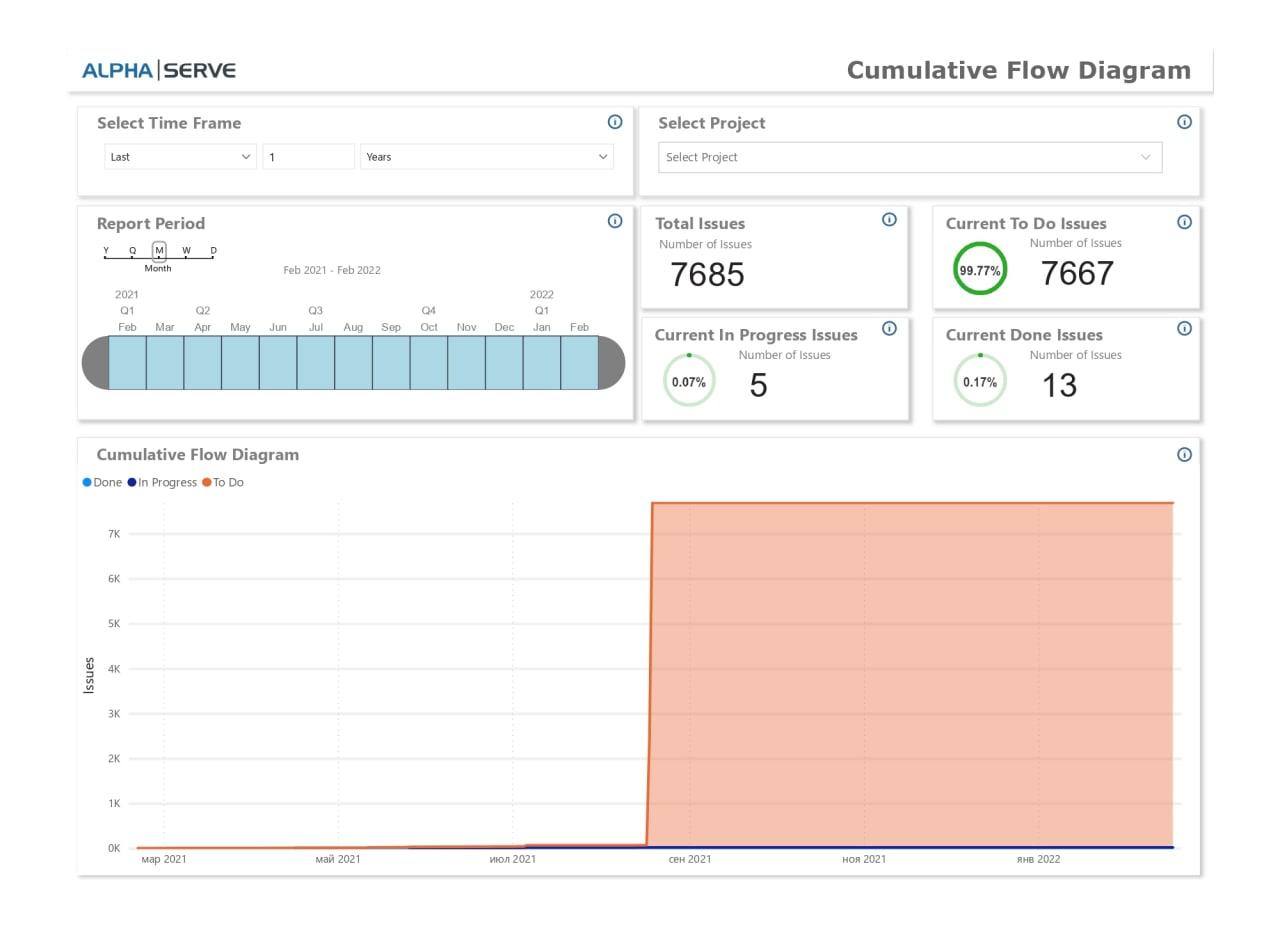 ALPHA|SERVE
Cumulative Flow Diagram
Select Time Frame
Last
1
Years
Select Project
Select Project
Report Period
Y Q M W D
Month
Feb 2021 - Feb 2022
2021 2022
Q1 Q2 Q3 Q4 Q1
Feb Mar Apr May Jun Jul Aug Sep Oct Nov Dec Jan Feb
Total Issues
Number of Issues
7685
Current To Do Issues
Number of Issues
99.77%
7667
Current In Progress Issues
Number of Issues
0.07%
5
Current Done Issues
Number of Issues
0.17%
13
Cumulative Flow Diagram
Done In Progress To Do
Issues
7K
6K
5K
4K
3K
2K
1K
0K
мар 2021 май 2021 июл 2021 сен 2021 ноя 2021 янв 2022